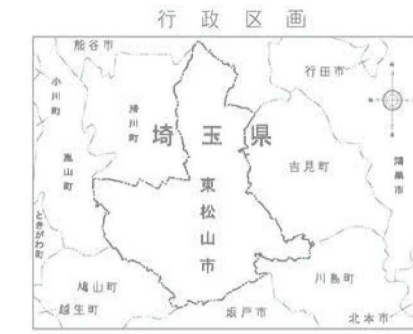 行政区画
熊谷市
行田市
小川町
滑川町
埼玉県
嵐山町
吉見町
鴻巣市
東松山市
ときがわ町
鳩山町
川島町
越生町
坂戸市
北本市